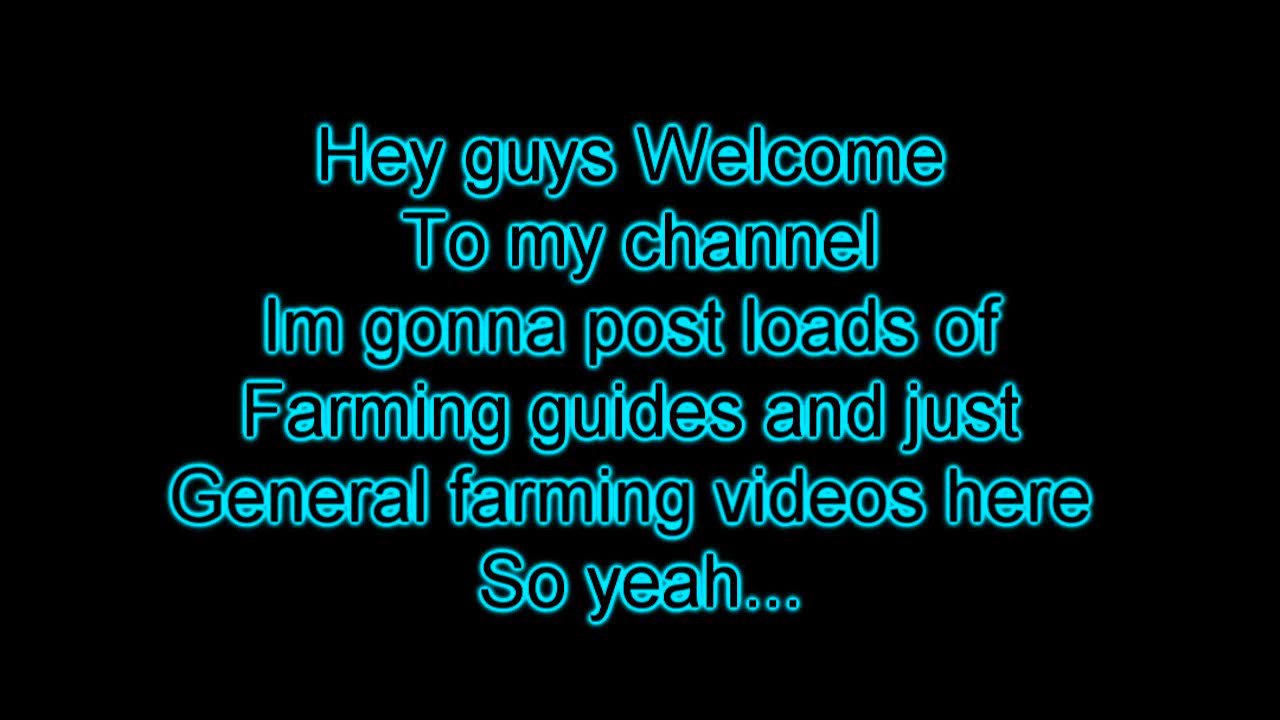 Hey guys Welcome
To my channel
Im gonna post loads of
Farming guides and just
General farming videos here
So yeah...